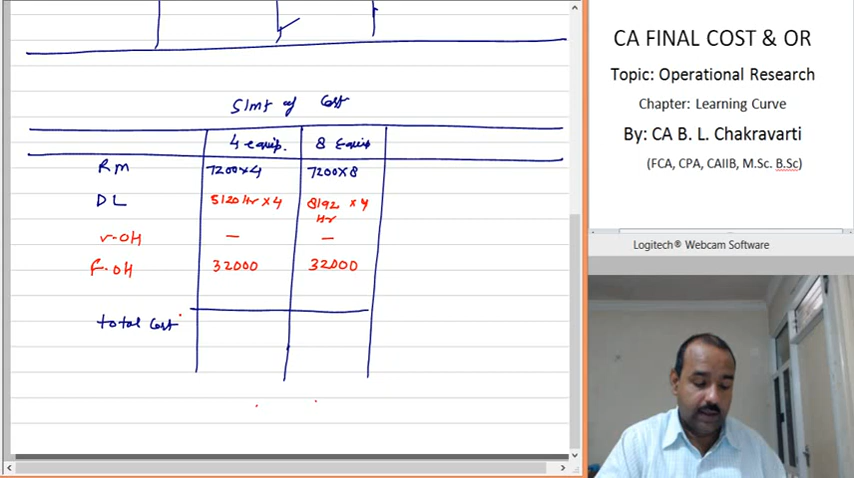 Stmt of Cost
4 equip. 8 Equip
RM 7200×4 7200×8
DL 5120 Hr ×4 8192 ×4
Hr
V.OH — —
F.OH 32000 32000
total Cost
CA FINAL COST & OR
Topic: Operational Research
Chapter: Learning Curve
By: CA B. L. Chakravarti
(FCA, CPA, CAIIB, M.Sc. B.Sc)
Logitech® Webcam Software